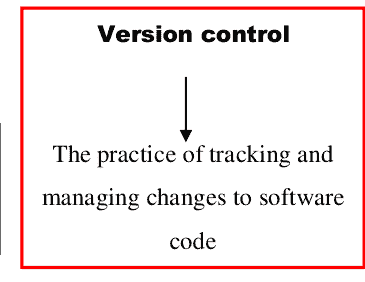 Version control
The practice of tracking and
managing changes to software
code